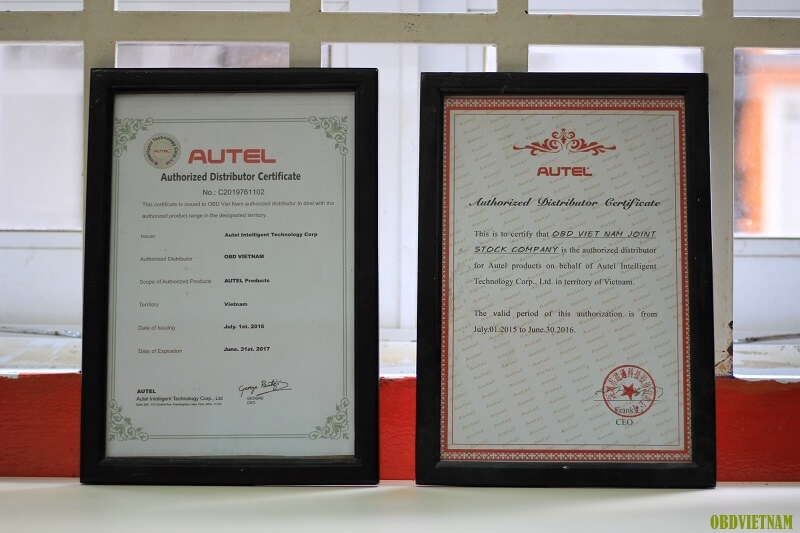 AUTEL
Authorized Distributor Certificate
No.: C2019761102
This certificate is issued to OBD Viet Nam authorized distributor to deal with the
authorized product range in the designated territory.
Issuer Autel Intelligent Technology Corp
Authorized Distributor OBD VIETNAM
Scope of Authorized Products AUTEL Products
Territory Vietnam
Date of Issuing July. 1st. 2016
Date of Expiration June. 31st. 2017
AUTEL
Autel Intelligent Technology Corp., Ltd
AUTEL
Authorized Distributor Certificate
This is to certify that OBD VIET NAM JOINT
STOCK COMPANY is the authorized distributor
for Autel products on behalf of Autel Intelligent
Technology Corp., Ltd. in territory of Vietnam.
The valid period of this authorization is from
July.01.2015 to June.30.2016.
Frank
CEO
OBDVIETNAM